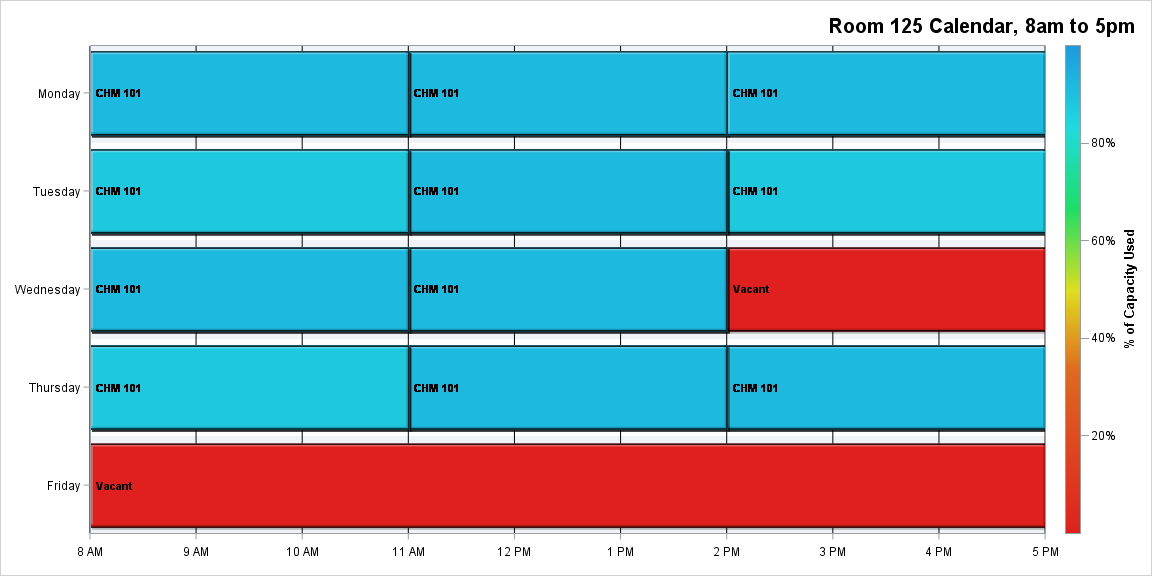 Room 125 Calendar, 8am to 5pm
Monday CHM 101 CHM 101 CHM 101
Tuesday CHM 101 CHM 101 CHM 101
Wednesday CHM 101 CHM 101 Vacant
Thursday CHM 101 CHM 101 CHM 101
Friday Vacant
8 AM 9 AM 10 AM 11 AM 12 PM 1 PM 2 PM 3 PM 4 PM 5 PM
80%
60%
40%
20%
% of Capacity Used